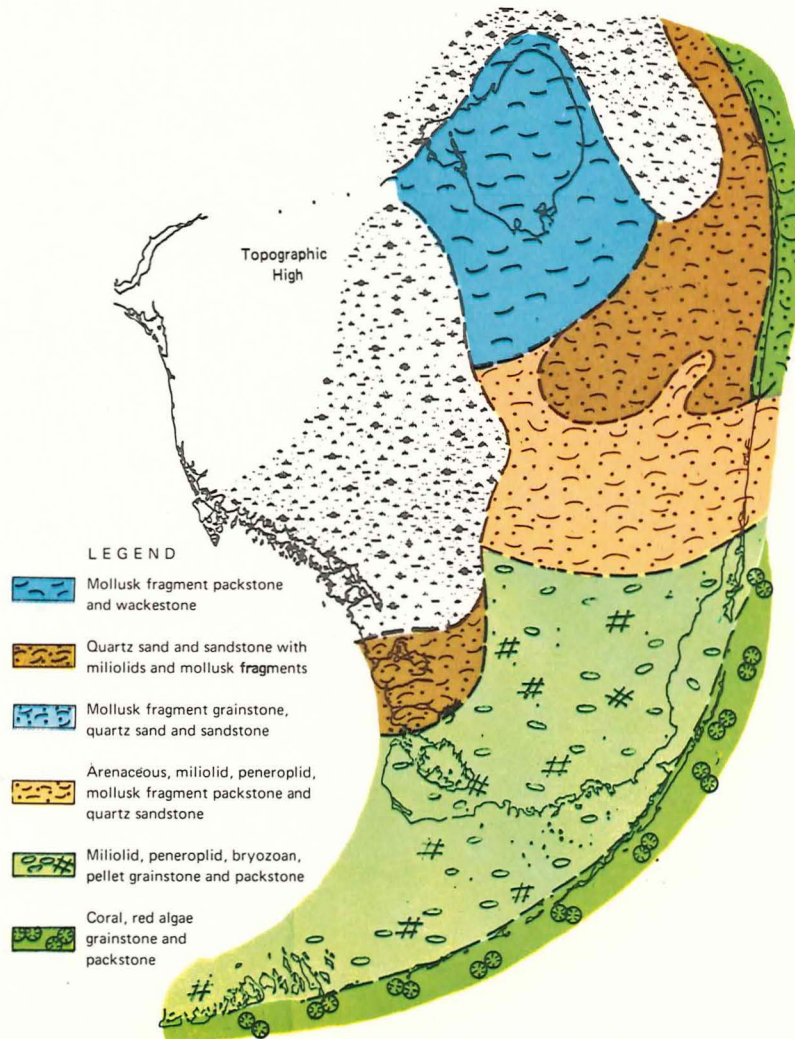 Topographic
High
LEGEND
Mollusk fragment packstone
and wackestone
Quartz sand and sandstone with
miliolids and mollusk fragments
Mollusk fragment grainstone,
quartz sand and sandstone
Arenaceous, miliolid, peneroplid,
mollusk fragment packstone and
quartz sandstone
Miliolid, peneroplid, bryozoan,
pellet grainstone and packstone
Coral, red algae
grainstone and
packstone